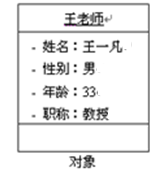 王老师
- 姓名：王一凡
- 性别：男
- 年龄：33
- 职称：教授
对象